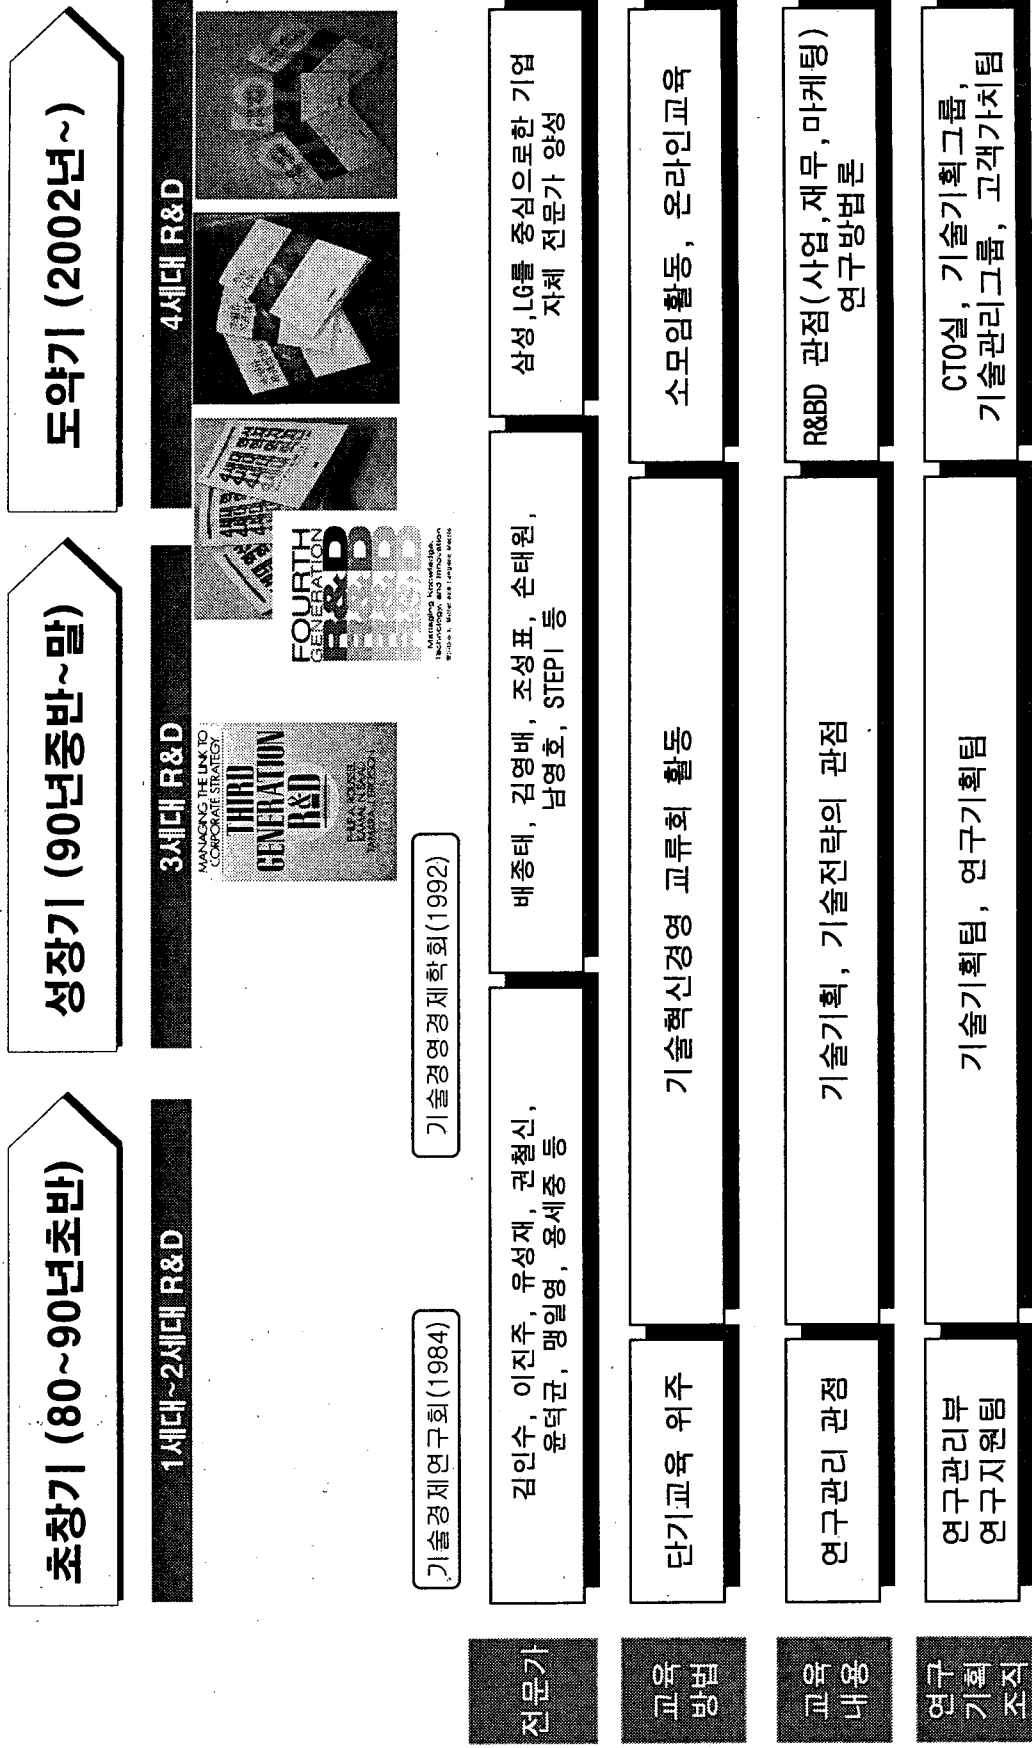 초창기 (80~90년초반)
성장기 (90년중반~말)
도약기 (2002년~)
1세대~2세대 R&D
3세대 R&D
4세대 R&D
MANAGING THE LINK TO
CORPORATE STRATEGY
THIRD
GENERATION
R&D
PHILIP A. ROUSSEL
KAMAL N. SAAD
TAMARA J. ERICKSON
FOURTH
GENERATION
R&D
R&D
R&D
R&D
Managing Knowledge,
Technology, and Innovation
기술경제연구회(1984)
기술경영경제학회(1992)
전문가
김인수, 이진주, 유성재, 권철신,
윤덕균, 맹일영, 용세중 등
배종태, 김영배, 조성표, 손태원,
남영호, STEPI 등
삼성,LG를 중심으로한 기업
자체 전문가 양성
교육
방법
단기교육 위주
기술혁신경영 교류회 활동
소모임활동, 온라인교육
교육
내용
연구관리 관점
기술기획, 기술전략의 관점
R&BD 관점(사업,재무,마케팅)
연구방법론
연구
기획
조직
연구관리부
연구지원팀
기술기획팀, 연구기획팀
CTO실, 기술기획그룹,
기술관리그룹, 고객가치팀